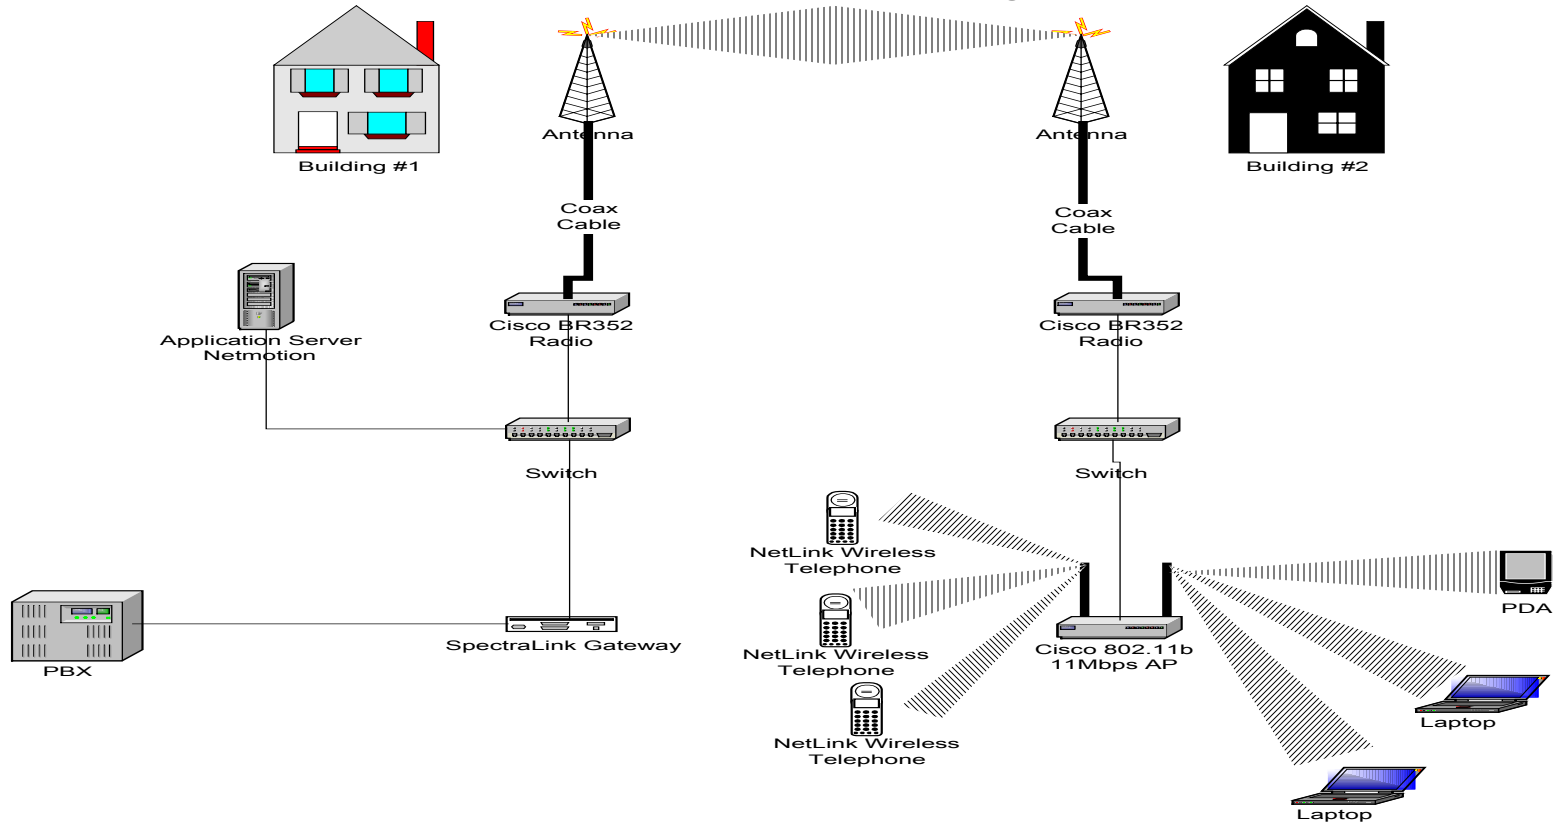 Antenna
Antenna
Building #1
Building #2
Coax
Cable
Coax
Cable
Cisco BR352
Radio
Cisco BR352
Radio
Application Server
Netmotion
Switch
Switch
NetLink Wireless
Telephone
PDA
SpectraLink Gateway
NetLink Wireless
Telephone
Cisco 802.11b
11Mbps AP
PBX
Laptop
NetLink Wireless
Telephone
Laptop